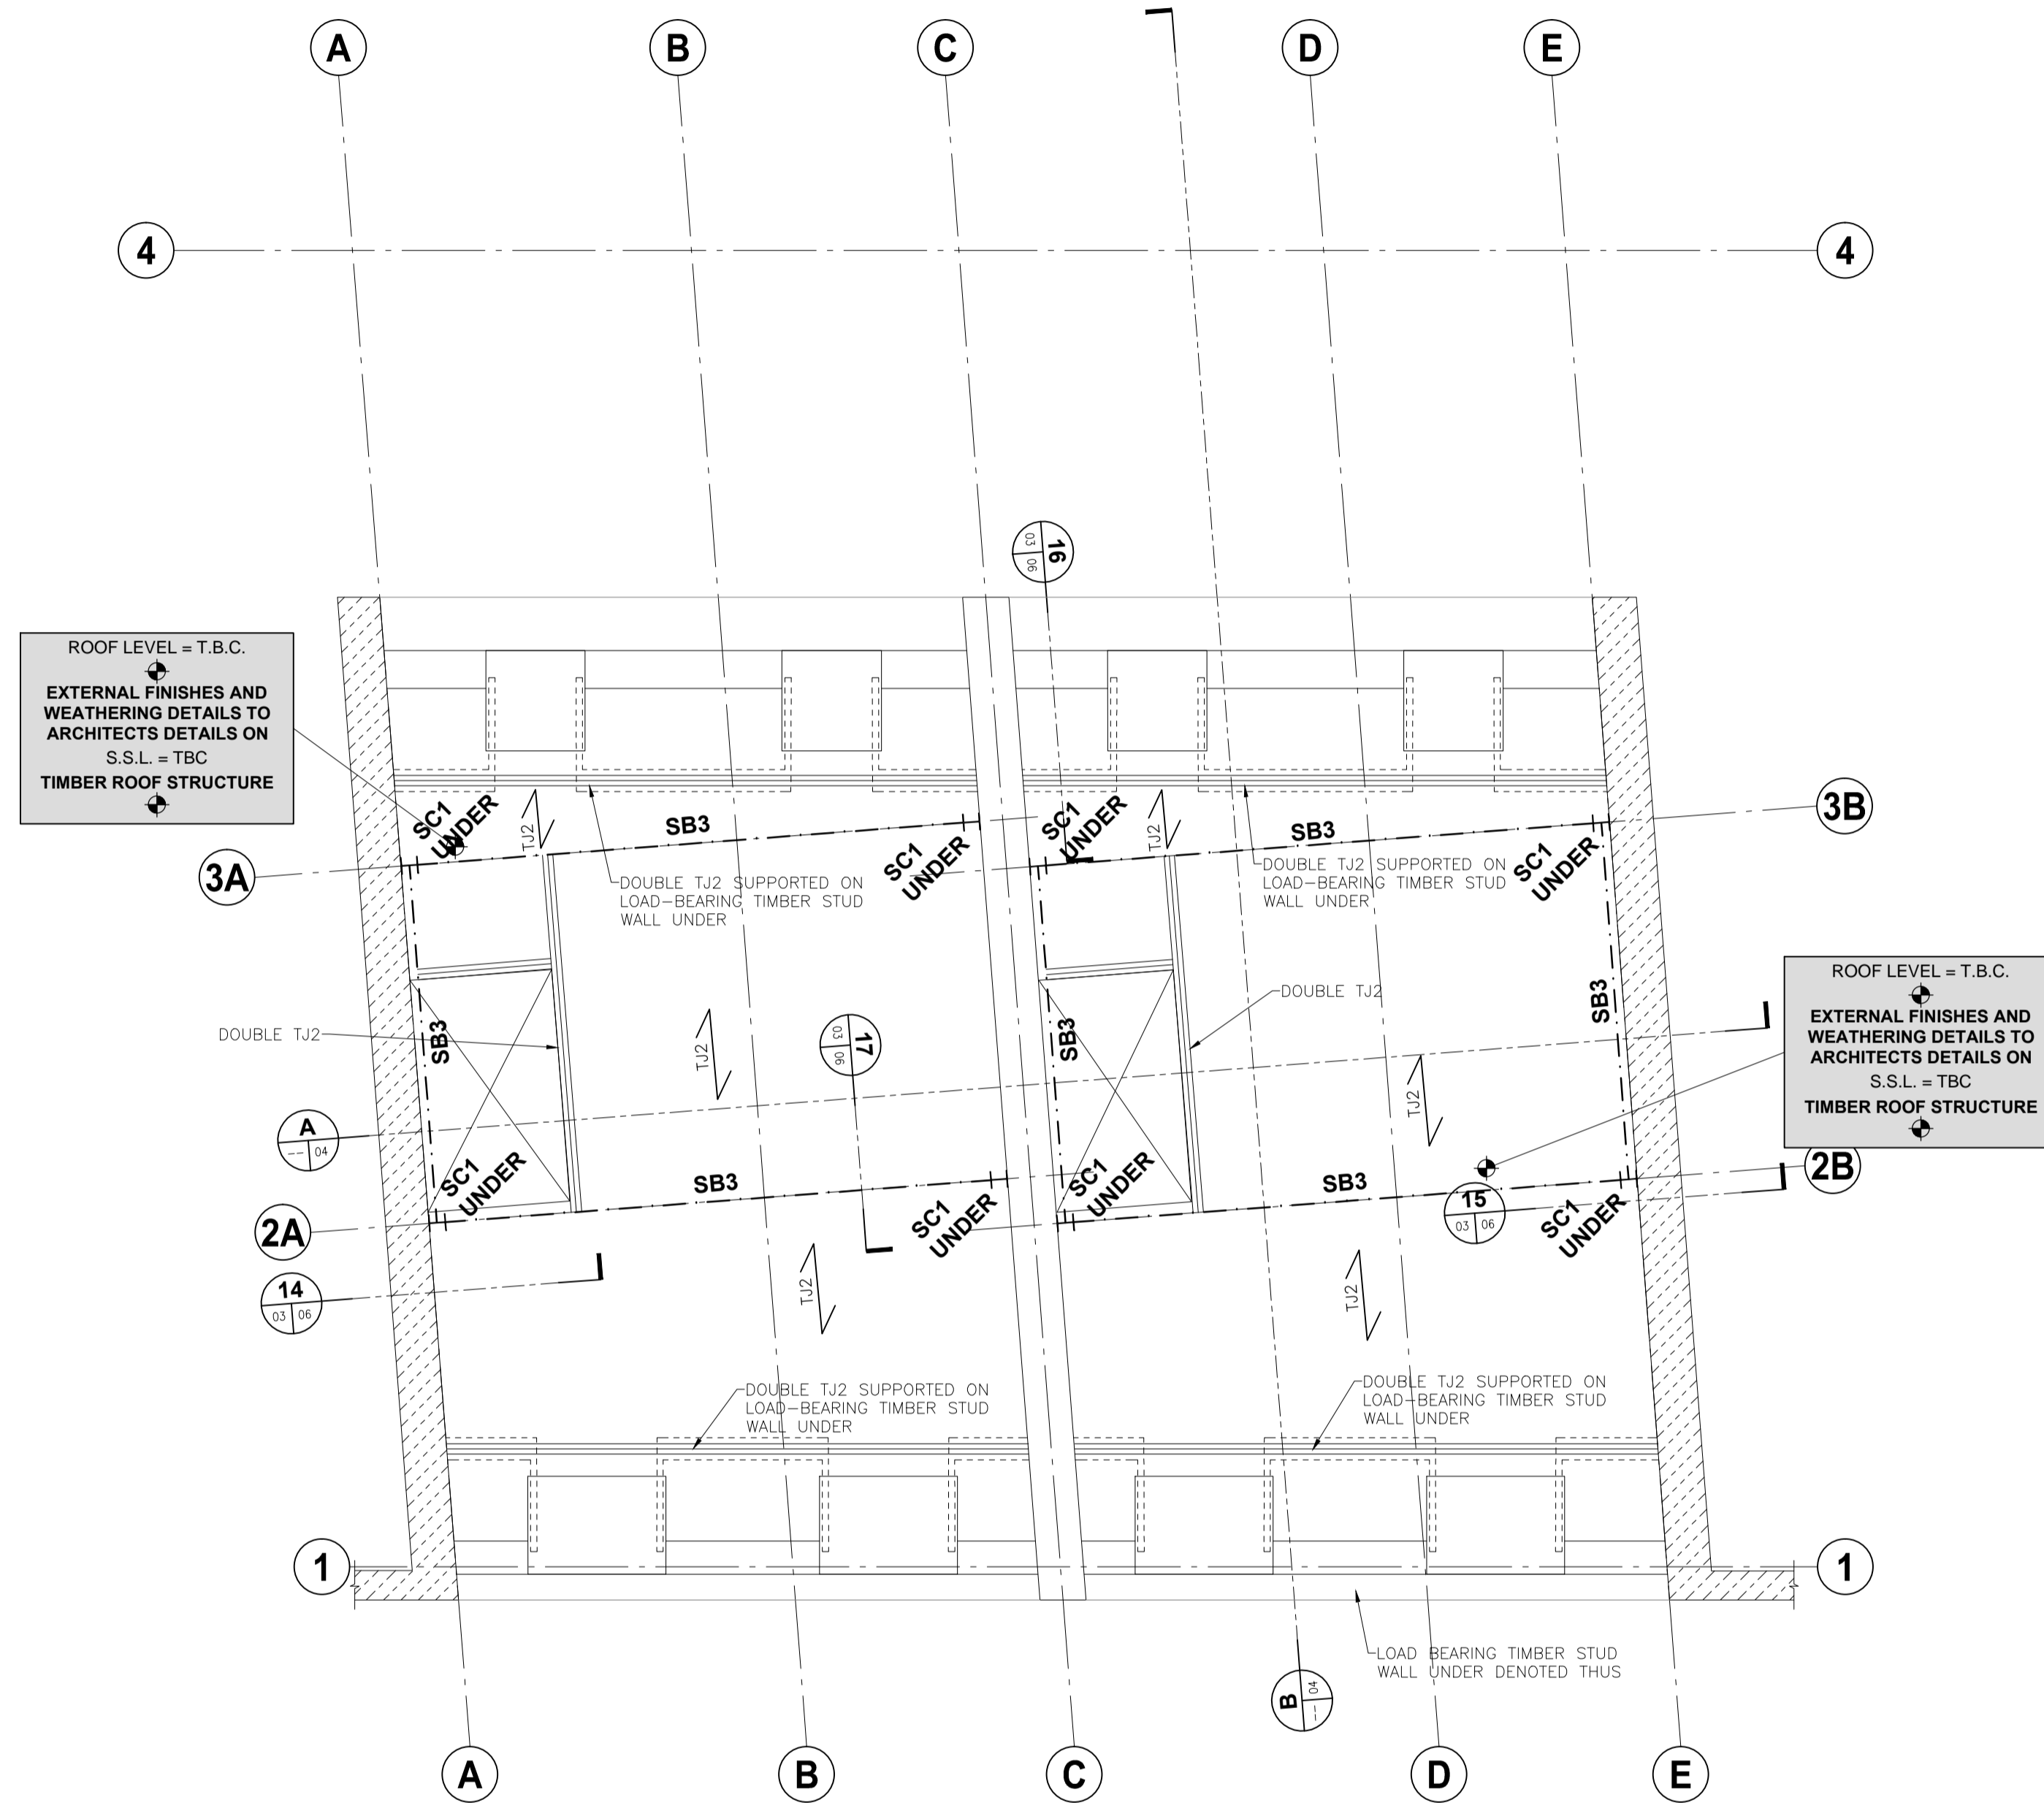 A
B
C
D
E
4
4
16
03 06
ROOF LEVEL = T.B.C.
EXTERNAL FINISHES AND
WEATHERING DETAILS TO
ARCHITECTS DETAILS ON
S.S.L. = TBC
TIMBER ROOF STRUCTURE
3A
3B
SC1
UNDER
TJ2
SB3
SC1
UNDER
SC1
UNDER
TJ2
SB3
SC1
UNDER
DOUBLE TJ2 SUPPORTED ON
LOAD-BEARING TIMBER STUD
WALL UNDER
DOUBLE TJ2 SUPPORTED ON
LOAD-BEARING TIMBER STUD
WALL UNDER
DOUBLE TJ2
SB3
TJ2
17
03 06
SB3
DOUBLE TJ2
TJ2
SB3
ROOF LEVEL = T.B.C.
EXTERNAL FINISHES AND
WEATHERING DETAILS TO
ARCHITECTS DETAILS ON
S.S.L. = TBC
TIMBER ROOF STRUCTURE
A
-- 04
2A
2B
SC1
UNDER
SB3
SC1
UNDER
SC1
UNDER
SB3
15
03 06
SC1
UNDER
14
03 06
TJ2
TJ2
DOUBLE TJ2 SUPPORTED ON
LOAD-BEARING TIMBER STUD
WALL UNDER
DOUBLE TJ2 SUPPORTED ON
LOAD-BEARING TIMBER STUD
WALL UNDER
1
1
LOAD BEARING TIMBER STUD
WALL UNDER DENOTED THUS
B
-- 04
A
B
C
D
E